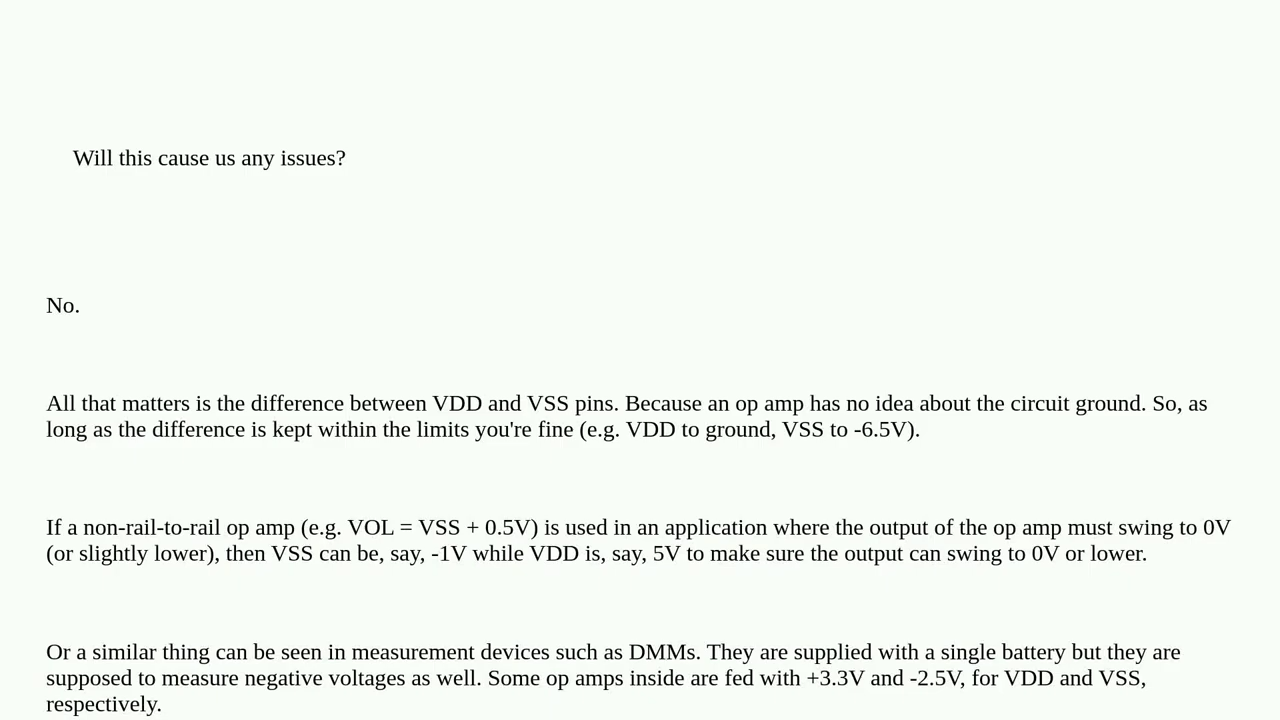 Will this cause us any issues?
No.
All that matters is the difference between VDD and VSS pins. Because an op amp has no idea about the circuit ground. So, as
long as the difference is kept within the limits you're fine (e.g. VDD to ground, VSS to -6.5V).
If a non-rail-to-rail op amp (e.g. VOL = VSS + 0.5V) is used in an application where the output of the op amp must swing to 0V
(or slightly lower), then VSS can be, say, -1V while VDD is, say, 5V to make sure the output can swing to 0V or lower.
Or a similar thing can be seen in measurement devices such as DMMs. They are supplied with a single battery but they are
supposed to measure negative voltages as well. Some op amps inside are fed with +3.3V and -2.5V, for VDD and VSS,
respectively.